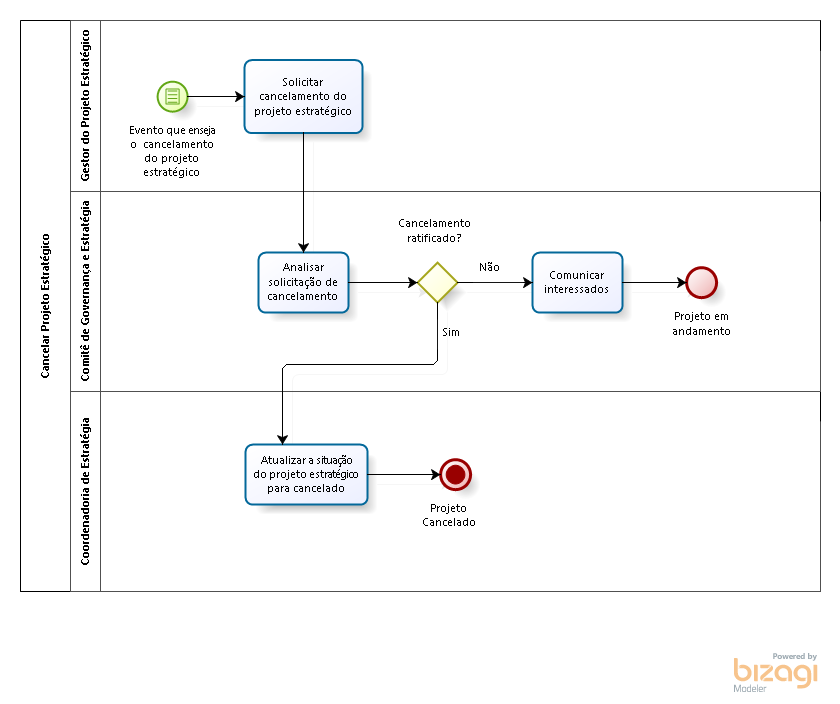 Cancelar Projeto Estratégico
Gestor do Projeto Estratégico
Solicitar
cancelamento do
projeto estratégico
Evento que enseja
o cancelamento
do projeto
estratégico
Comitê de Governança e Estratégia
Cancelamento
ratificado?
Analisar
solicitação de
cancelamento
Não
Comunicar
interessados
Projeto em
andamento
Sim
Coordenadoria de Estratégia
Atualizar a situação
do projeto estratégico
para cancelado
Projeto
Cancelado
Powered by
bizagi
Modeler